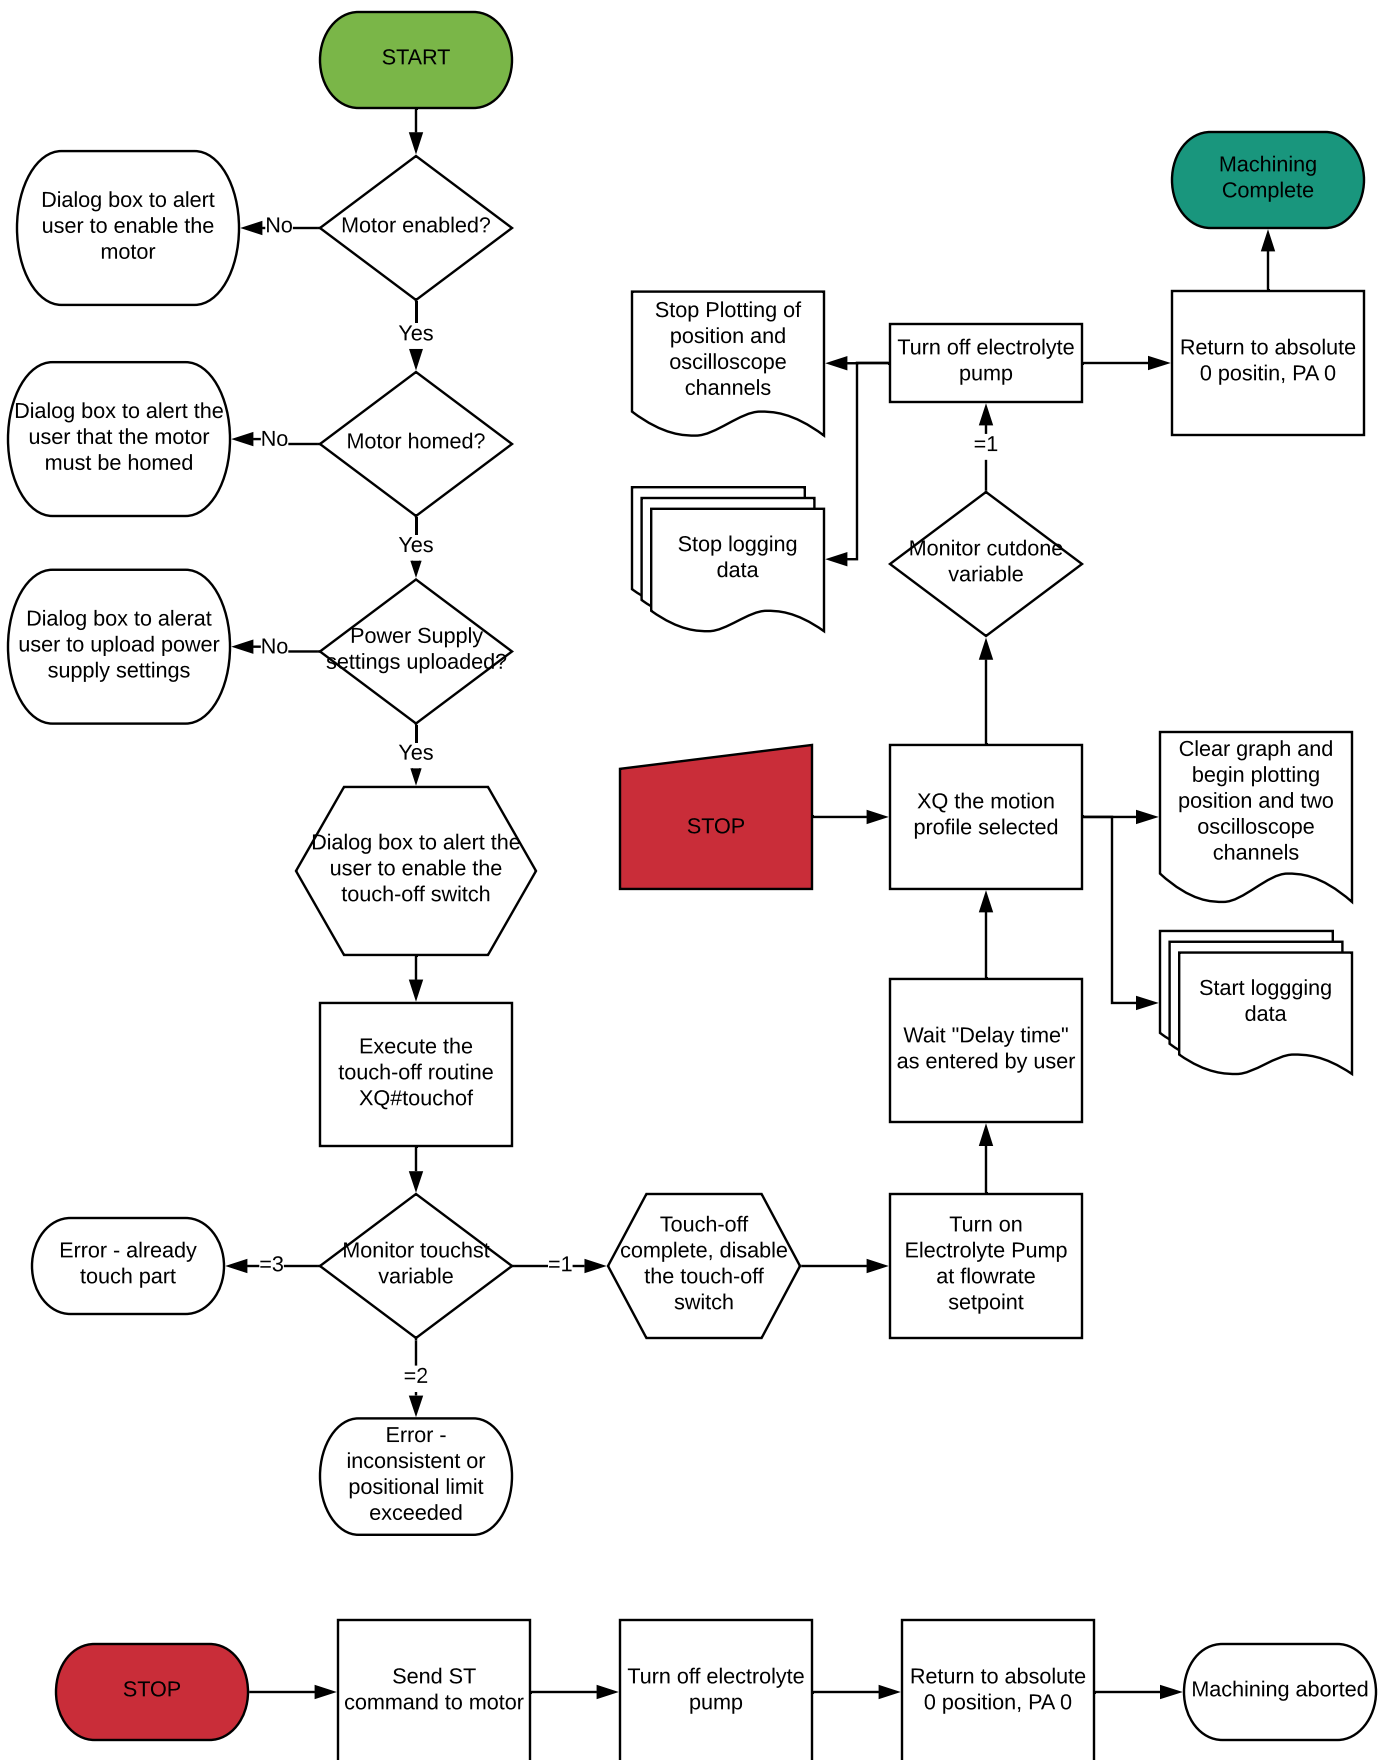 START
Motor enabled?
No
Dialog box to alert
user to enable the
motor
Yes
Motor homed?
No
Dialog box to alert the
user that the motor
must be homed
Yes
Power Supply
settings uploaded?
No
Dialog box to alerat
user to upload power
supply settings
Yes
Dialog box to alert the
user to enable the
touch-off switch
Execute the
touch-off routine
XQ#touchof
Monitor touchst
variable
=3
Error - already
touch part
=2
Error -
inconsistent or
positional limit
exceeded
=1
Touch-off
complete, disable
the touch-off
switch
Turn on
Electrolyte Pump
at flowrate
setpoint
Wait "Delay time"
as entered by user
XQ the motion
profile selected
STOP
Clear graph and
begin plotting
position and two
oscilloscope
channels
Start loggging
data
Monitor cutdone
variable
=1
Turn off electrolyte
pump
Stop Plotting of
position and
oscilloscope
channels
Stop logging
data
Return to absolute
0 positin, PA 0
Machining
Complete
STOP
Send ST
command to motor
Turn off electrolyte
pump
Return to absolute
0 position, PA 0
Machining aborted